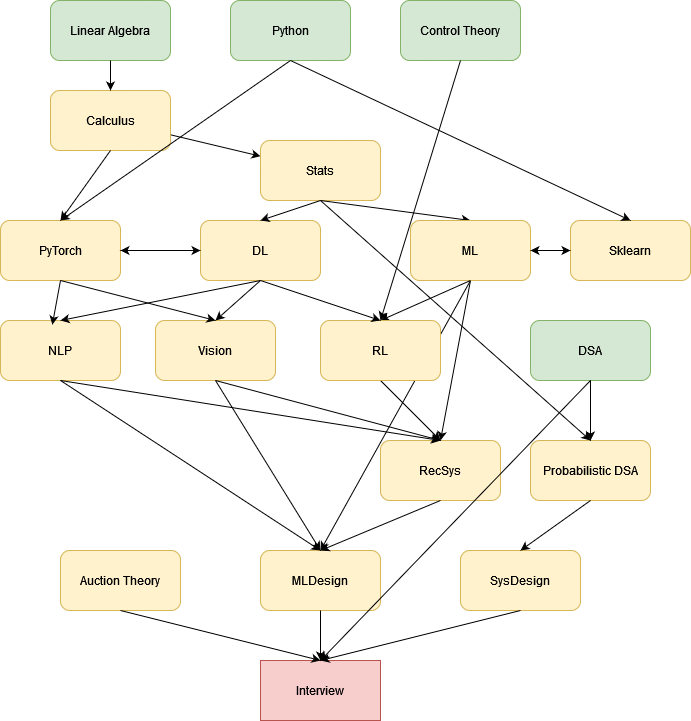 Linear Algebra
Python
Control Theory
Calculus
Stats
PyTorch
DL
ML
Sklearn
NLP
Vision
RL
DSA
RecSys
Probabilistic DSA
Auction Theory
MLDesign
SysDesign
Interview